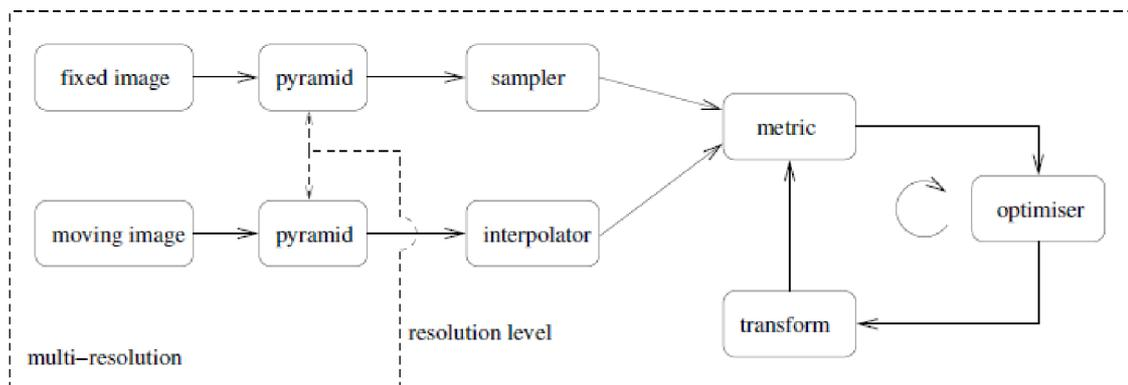 fixed image
pyramid
sampler
metric
moving image
pyramid
interpolator
optimiser
transform
resolution level
multi-resolution